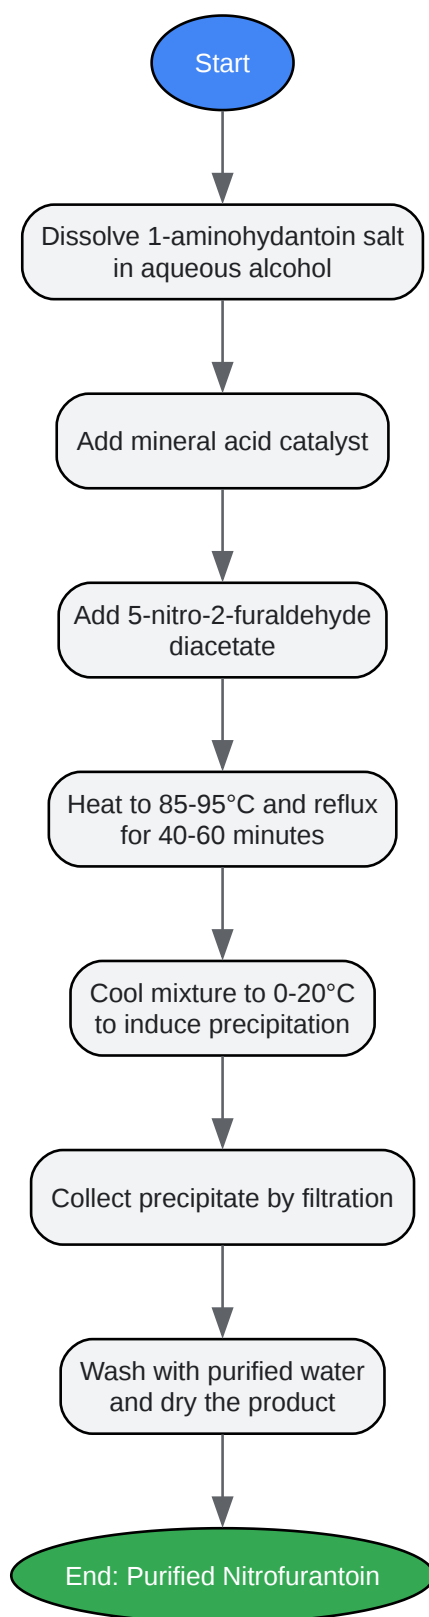 Start
Dissolve 1-aminohydantoin salt
in aqueous alcohol
Add mineral acid catalyst
Add 5-nitro-2-furaldehyde
diacetate
Heat to 85-95°C and reflux
for 40-60 minutes
Cool mixture to 0-20°C
to induce precipitation
Collect precipitate by filtration
Wash with purified water
and dry the product
End: Purified Nitrofurantoin